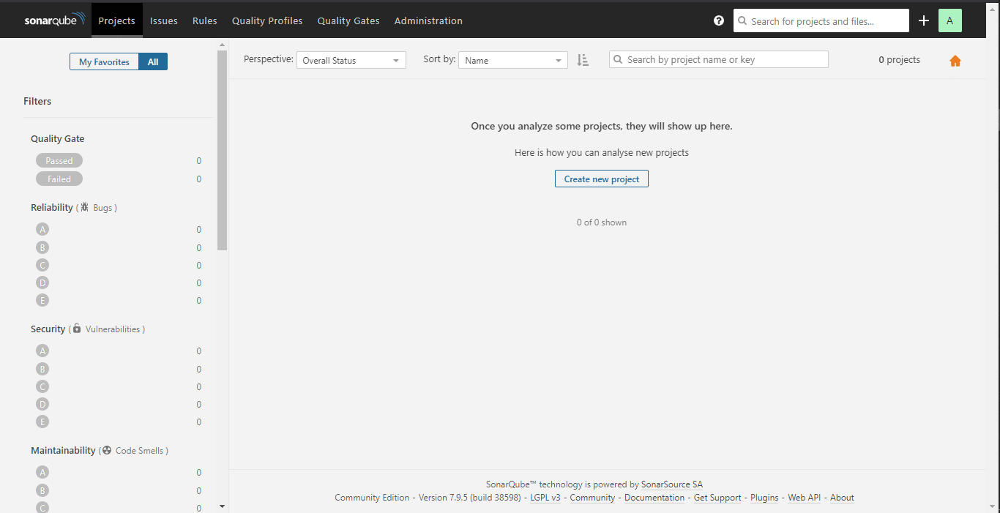 sonarqube Projects Issues Rules Quality Profiles Quality Gates Administration ? Search for projects and files... + A
My Favorites All
Perspective: Overall Status Sort by: Name Search by project name or key 0 projects
Filters
Quality Gate
Passed 0
Failed 0
Reliability ( Bugs )
A 0
B 0
C 0
D 0
E 0
Security ( Vulnerabilities )
A 0
B 0
C 0
D 0
E 0
Maintainability ( Code Smells )
A 0
B 0
C 0
Once you analyze some projects, they will show up here.
Here is how you can analyse new projects
Create new project
0 of 0 shown
SonarQube™ technology is powered by SonarSource SA
Community Edition - Version 7.9.5 (build 38598) - LGPL v3 - Community - Documentation - Get Support - Plugins - Web API - About